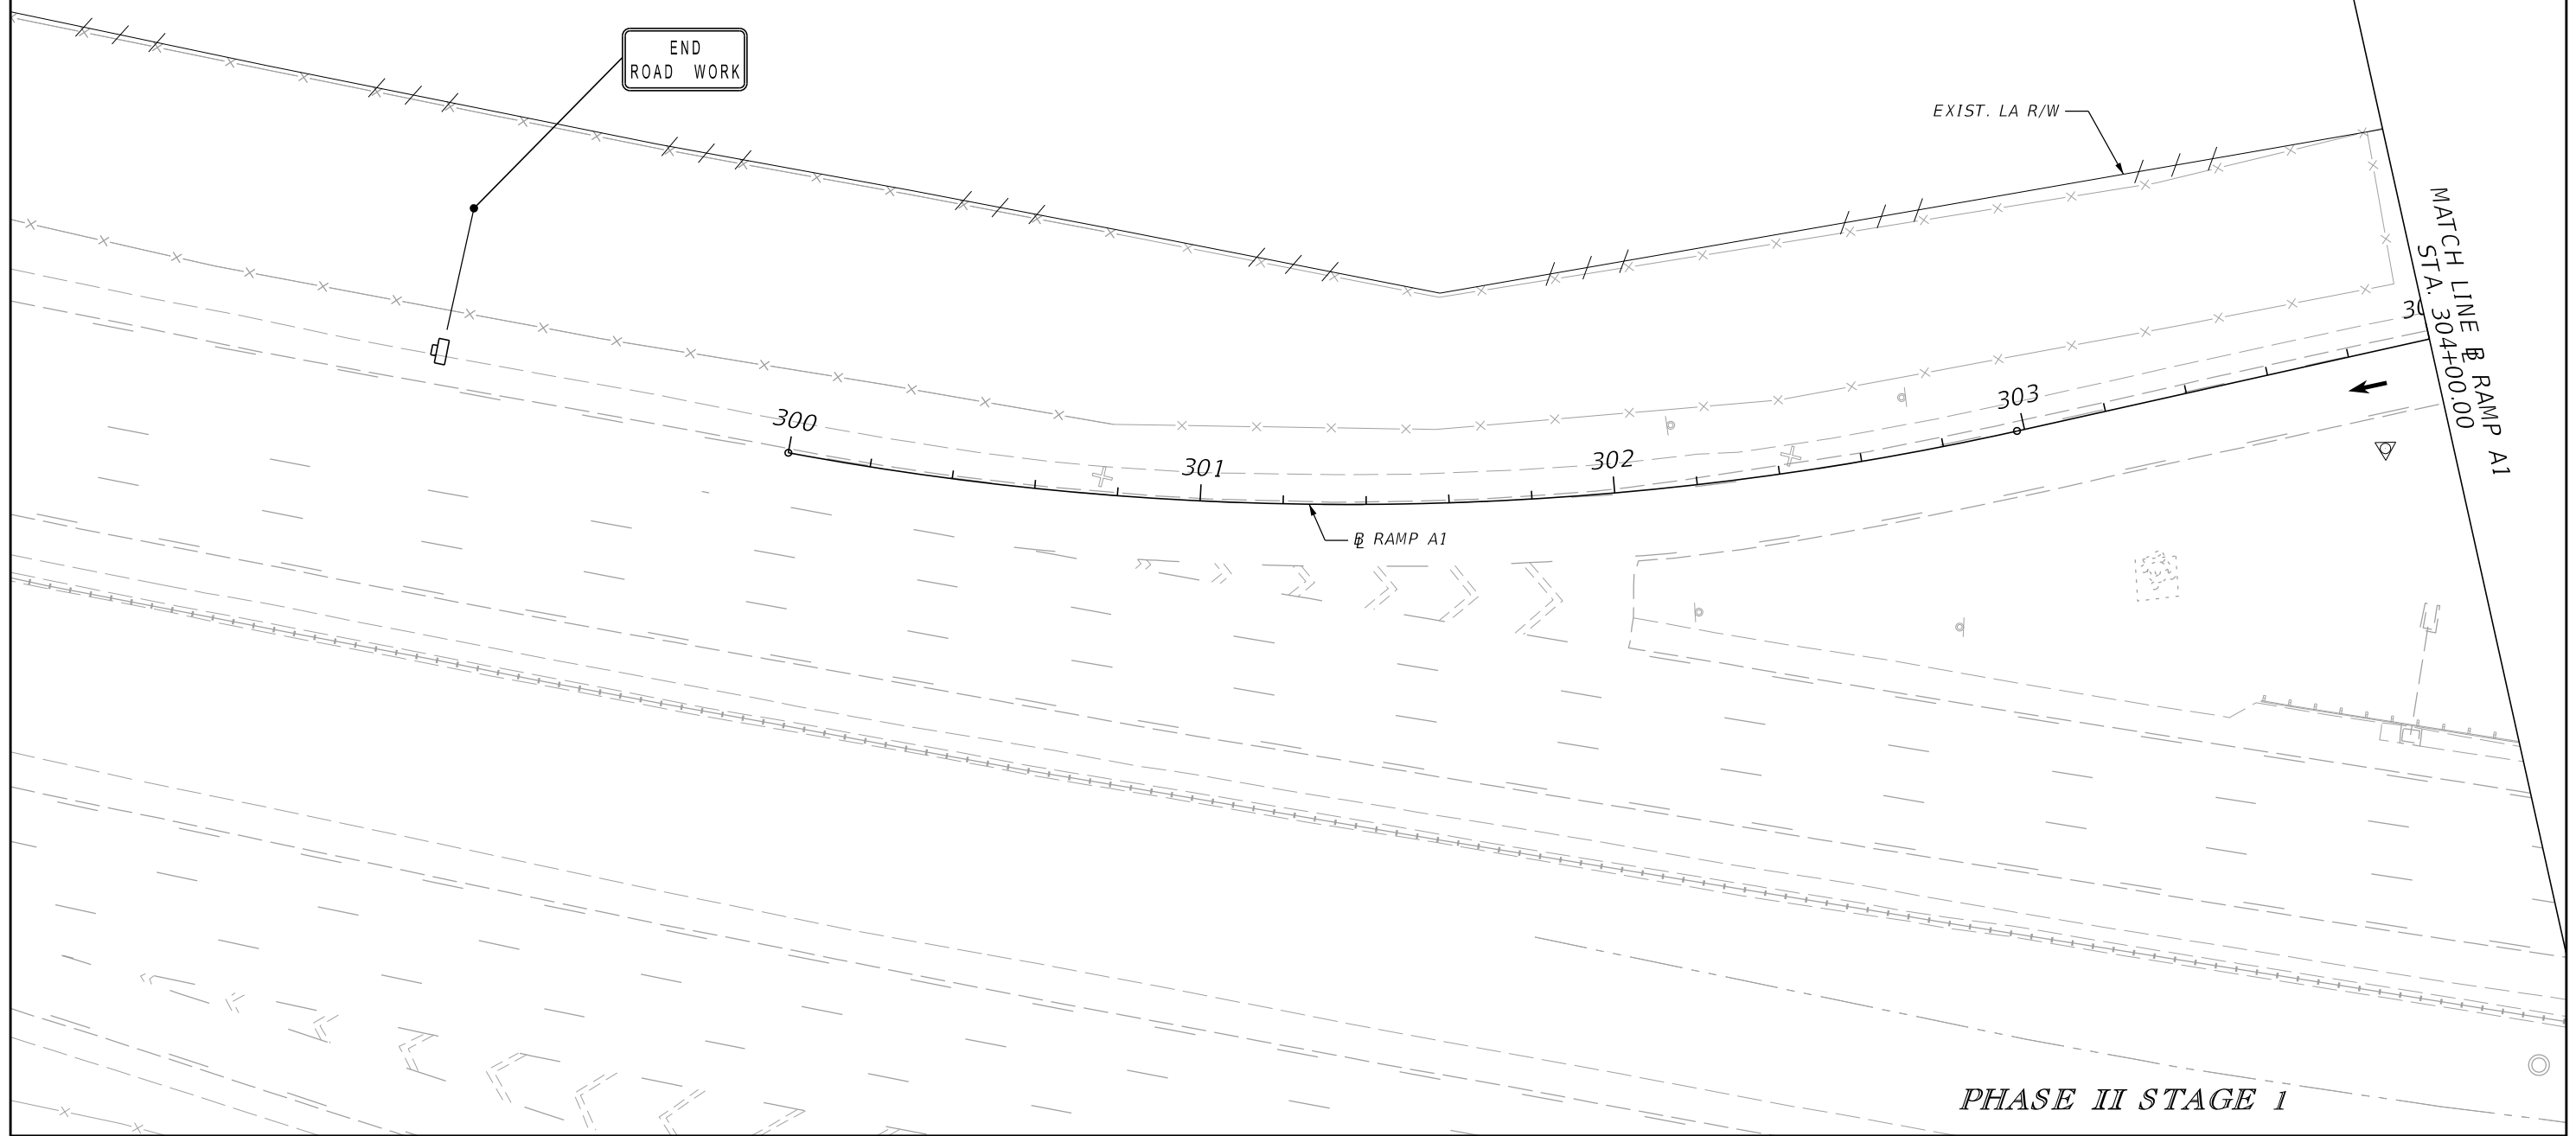 END
ROAD WORK
EXIST. LA R/W
MATCH LINE ⅊ RAMP A1
STA. 304+00.00
30
303
300
302
301
⅊ RAMP A1
PHASE II STAGE 1